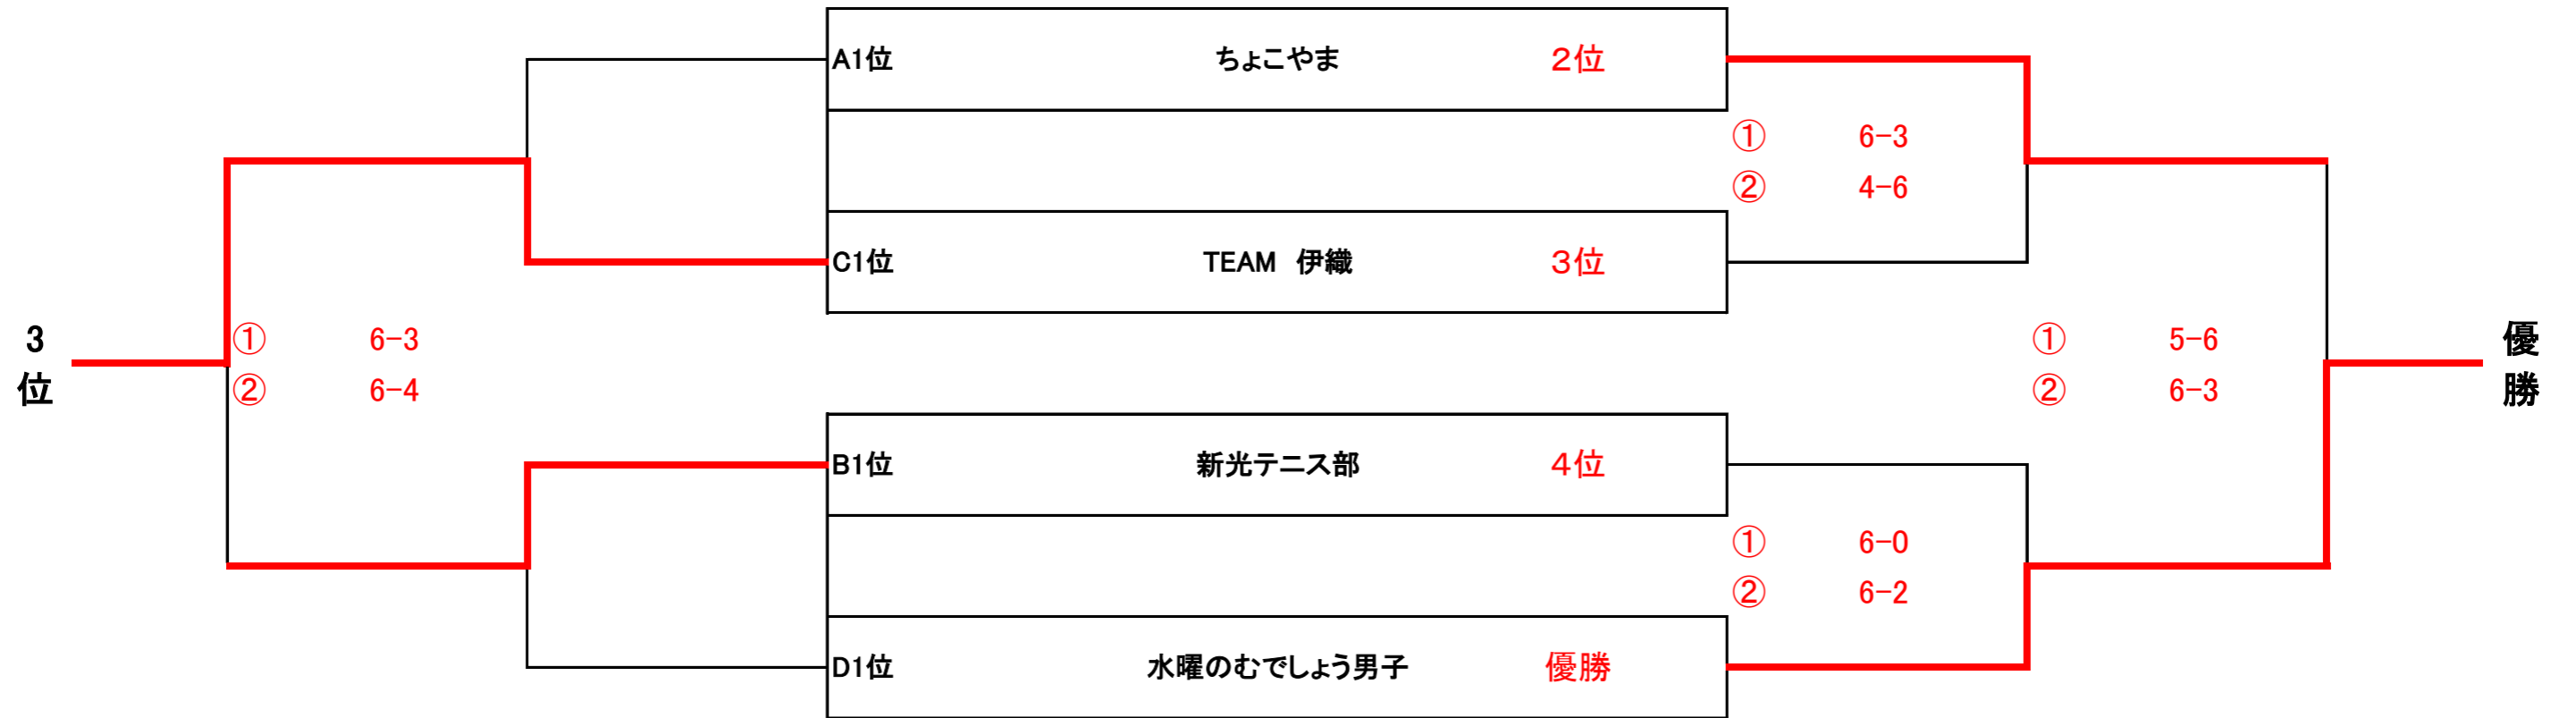 A1位 ちょこやま 2位
① 6-3
② 4-6
C1位 TEAM 伊織 3位
3位
① 6-3
② 6-4
① 5-6
② 6-3
優勝
B1位 新光テニス部 4位
① 6-0
② 6-2
D1位 水曜のむでしょう男子 優勝